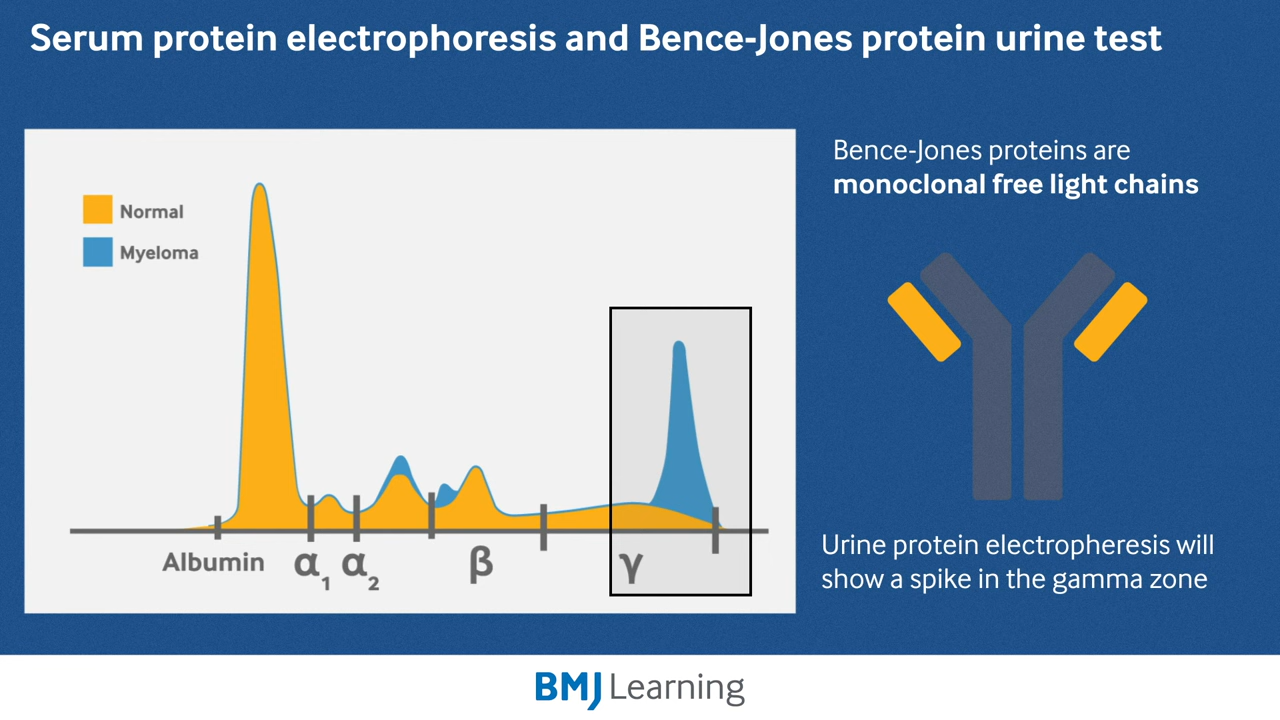 Serum protein electrophoresis and Bence-Jones protein urine test
Normal
Myeloma
Albumin
α₁
α₂
β
γ
Bence-Jones proteins are
monoclonal free light chains
Urine protein electropheresis will
show a spike in the gamma zone
BMJ Learning